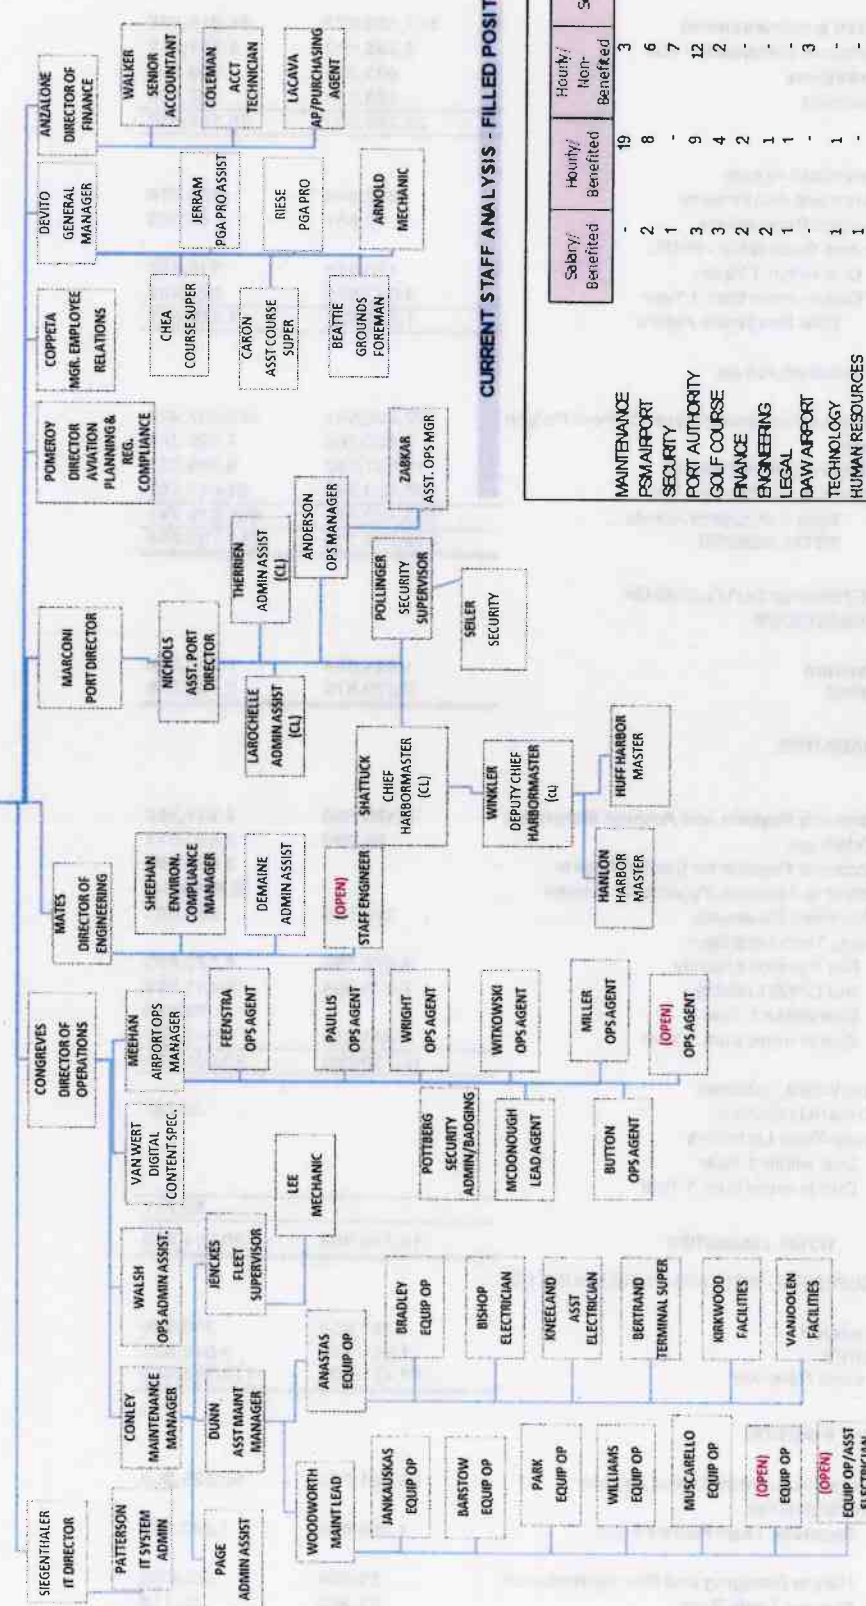 SIEGENTHALER
IT DIRECTOR
PATTERSON
IT SYSTEM
ADMIN
CONGREVES
DIRECTOR OF
OPERATIONS
CONLEY
MAINTENANCE
MANAGER
WALSH
OPS ADMIN ASSIST.
VAN WERT
DIGITAL
CONTENT SPEC.
MEEHAN
AIRPORT OPS
MANAGER
PAGE
ADMIN ASSIST
DUNN
ASST MAINT
MANAGER
JENCKES
FLEET
SUPERVISOR
LEE
MECHANIC
WOODWORTH
MAINT LEAD
ANASTAS
EQUIP OP
JANKAUSKAS
EQUIP OP
BARSTOW
EQUIP OP
PARK
EQUIP OP
WILLIAMS
EQUIP OP
MUSCARELLO
EQUIP OP
(OPEN)
EQUIP OP
(OPEN)
EQUIP OP/ASST
ELECTRICIAN
BRADLEY
EQUIP OP
BISHOP
ELECTRICIAN
KNEELAND
ASST
ELECTRICIAN
BERTRAND
TERMINAL SUPER
KIRKWOOD
FACILITIES
VANJOOLEN
FACILITIES
FEENSTRA
OPS AGENT
PAULLIS
OPS AGENT
WRIGHT
OPS AGENT
WITKOWSKI
OPS AGENT
MILLER
OPS AGENT
(OPEN)
OPS AGENT
POTTBERG
SECURITY
ADMIN/BADGING
MCDONOUGH
LEAD AGENT
BUTTON
OPS AGENT
MATES
DIRECTOR OF
ENGINEERING
SHEEHAN
ENVIRON.
COMPLIANCE
MANAGER
DEMAINE
ADMIN ASSIST
(OPEN)
STAFF ENGINEER
MARCONI
PORT DIRECTOR
NICHOLS
ASST. PORT
DIRECTOR
LAROCHELLE
ADMIN ASSIST
(CL)
THERRIEN
ADMIN ASSIST
(CL)
ANDERSON
OPS MANAGER
ZABKAR
ASST. OPS MGR
SHATTUCK
CHIEF
HARBORMASTER
(CL)
POLLINGER
SECURITY
SUPERVISOR
SEILER
SECURITY
WINKLER
DEPUTY CHIEF
HARBORMASTER
(CL)
HANLON
HARBOR
MASTER
HUFF HARBOR
MASTER
POMEROY
DIRECTOR
AVIATION
PLANNING &
REG.
COMPLIANCE
COPPETA
MGR. EMPLOYEE
RELATIONS
DEVITO
GENERAL
MANAGER
CHEA
COURSE SUPER
JERRAM
PGA PRO ASSIST
CARON
ASST COURSE
SUPER
RIESE
PGA PRO
BEATTIE
GROUNDS
FOREMAN
ARNOLD
MECHANIC
ANZALONE
DIRECTOR OF
FINANCE
WALKER
SENIOR
ACCOUNTANT
COLEMAN
ACCT
TECHNICIAN
LACAVA
AP/PURCHASING
AGENT
CURRENT STAFF ANALYSIS - FILLED POSIT
Salary/ Benefited Hourly/ Benefited Hourly/ Non-Benefited
MAINTENANCE - 19 3
PSM AIRPORT 2 8 6
SECURITY 1 - 7
PORT AUTHORITY 3 9 12
GOLF COURSE 3 4 2
FINANCE 2 2 -
ENGINEERING 2 1 -
LEGAL - 1 -
DAW AIRPORT - - 3
TECHNOLOGY 1 1 -
HUMAN RESOURCES 1 - -